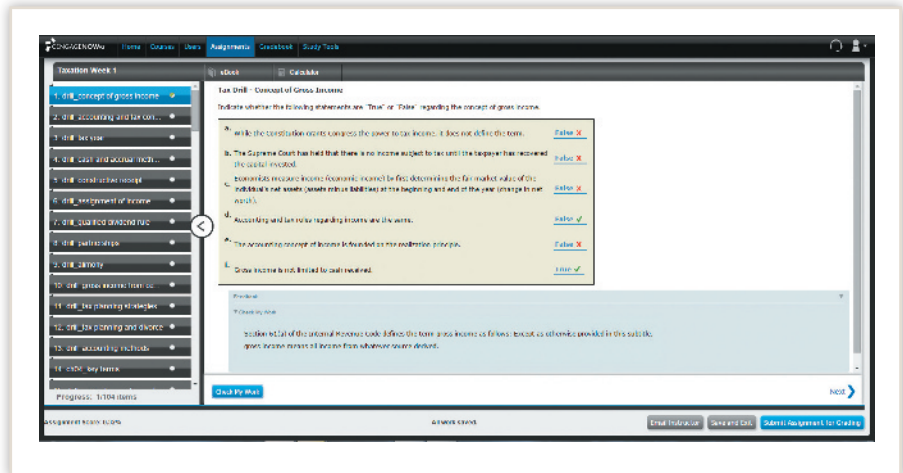 CENGAGENOWv2 Home Courses Users Assignments Gradebook Study Tools
Taxation Week 1
eBook Calculator
1. drill_concept of gross income
2. drill_accounting and tax con...
3. drill_tax year
4. drill_cash and accrual meth...
5. drill_constructive receipt
6. drill_assignment of income
7. drill_qualified dividend rule
8. drill_partnerships
9. drill_alimony
10. drill_gross income from
11. drill_tax planning strategies
12. drill_tax planning and divorce
13. drill_accounting methods
14. ch04_key terms
Progress: 1/104 items
Tax Drill - Concept of Gross Income
Indicate whether the following statements are "True" or "False" regarding the concept of gross income.
a. While the Constitution grants Congress the power to tax income, it does not define the term. False X
b. The Supreme Court has held that there is no income subject to tax until the taxpayer has recovered
the capital invested. False X
c. Economists measure income (economic income) by first determining the fair market value of the
individual's net assets (assets minus liabilities) at the beginning and end of the year (change in net
worth). False X
d. Accounting and tax rules regarding income are the same. False ✓
e. The accounting concept of income is founded on the realization principle. False X
f. Gross income is not limited to cash received. True ✓
Feedback
Check My Work
Section 61(a) of the Internal Revenue Code defines the term gross income as follows: Except as otherwise provided in this subtitle,
gross income means all income from whatever source derived.
Check My Work
Next
Assignment Score:
All work saved.
Email Instructor Save and Exit Submit Assignment for Grading